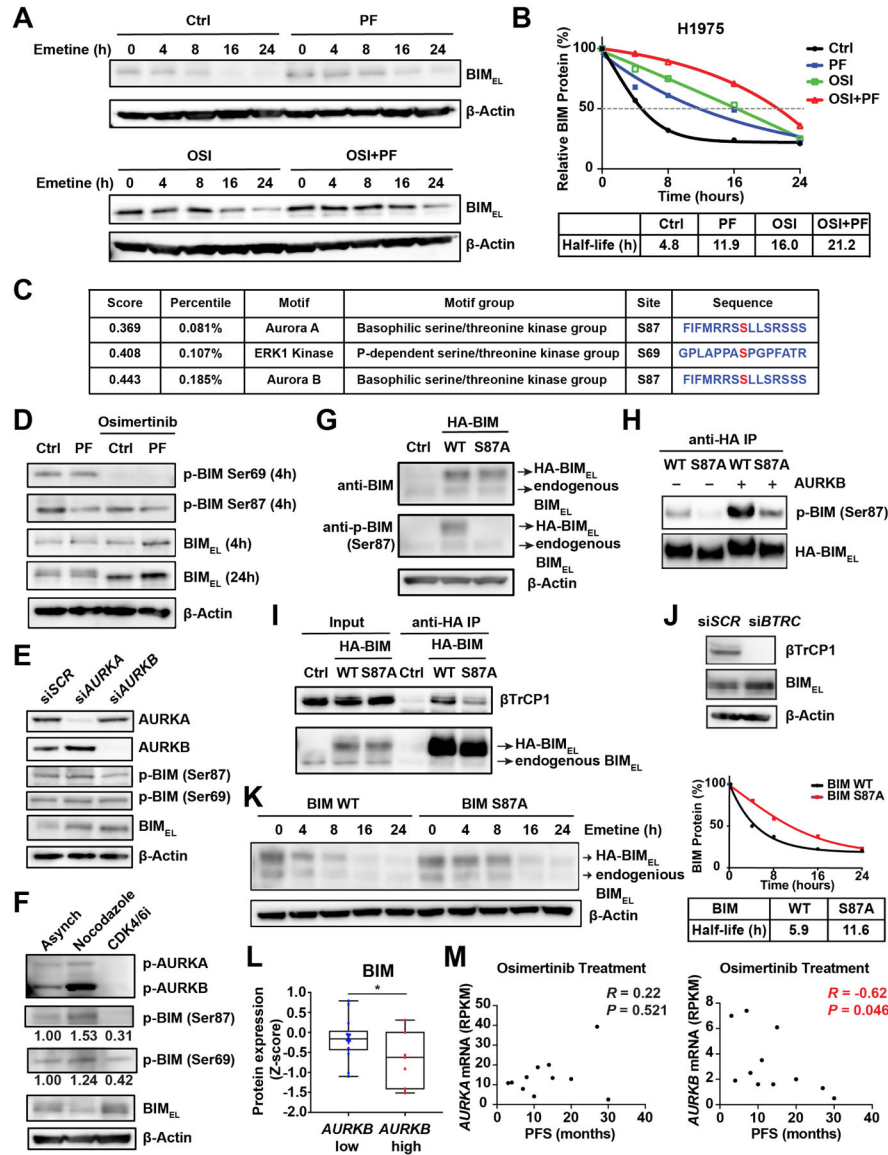 A
Ctrl PF
Emetine (h) 0 4 8 16 24 0 4 8 16 24
BIM_EL
β-Actin
OSI OSI+PF
Emetine (h) 0 4 8 16 24 0 4 8 16 24
BIM_EL
β-Actin
B
H1975
Relative BIM Protein (%)
100
50
0
0 8 16 24
Time (hours)
Ctrl
PF
OSI
OSI+PF
Ctrl PF OSI OSI+PF
Half-life (h) 4.8 11.9 16.0 21.2
C
Score Percentile Motif Motif group Site Sequence
0.369 0.081% Aurora A Basophilic serine/threonine kinase group S87 FIFMRRSSLLSRSSS
0.408 0.107% ERK1 Kinase P-dependent serine/threonine kinase group S69 GPLAPPASPGPFATR
0.443 0.185% Aurora B Basophilic serine/threonine kinase group S87 FIFMRRSSLLSRSSS
D
Osimertinib
Ctrl PF Ctrl PF
p-BIM Ser69 (4h)
p-BIM Ser87 (4h)
BIM_EL (4h)
BIM_EL (24h)
β-Actin
E
siSCR siAURKA siAURKB
AURKA
AURKB
p-BIM (Ser87)
p-BIM (Ser69)
BIM_EL
β-Actin
F
Asynch Nocodazole CDK4/6i
p-AURKA
p-AURKB
p-BIM (Ser87)
1.00 1.53 0.31
p-BIM (Ser69)
1.00 1.24 0.42
BIM_EL
β-Actin
G
HA-BIM
Ctrl WT S87A
anti-BIM
HA-BIM_EL
endogenous
BIM_EL
anti-p-BIM
(Ser87)
HA-BIM_EL
endogenous
BIM_EL
β-Actin
H
anti-HA IP
WT S87A WT S87A
– – + + AURKB
p-BIM (Ser87)
HA-BIM_EL
I
Input anti-HA IP
HA-BIM HA-BIM
Ctrl WT S87A Ctrl WT S87A
βTrCP1
HA-BIM_EL
endogenous BIM_EL
J
siSCR siBTRC
βTrCP1
BIM_EL
β-Actin
K
BIM WT BIM S87A
0 4 8 16 24 0 4 8 16 24 Emetine (h)
HA-BIM_EL
endogenious
BIM_EL
β-Actin
BIM Protein (%)
100
50
0
0 8 16 24
Time (hours)
BIM WT
BIM S87A
BIM WT S87A
Half-life (h) 5.9 11.6
L
BIM
*
Protein expression
(Z-score)
1.0
0.5
0.0
-0.5
-1.0
-1.5
-2.0
AURKB
low
AURKB
high
M
Osimertinib Treatment
R = 0.22
P = 0.521
AURKA mRNA (RPKM)
50
40
30
20
10
0
0 10 20 30 40
PFS (months)
Osimertinib Treatment
R = -0.62
P = 0.046
AURKB mRNA (RPKM)
8
6
4
2
0
0 10 20 30 40
PFS (months)